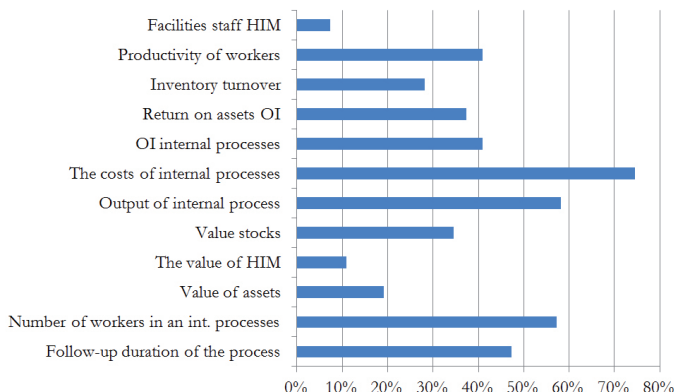 Facilities staff HIM
Productivity of workers
Inventory turnover
Return on assets OI
OI internal processes
The costs of internal processes
Output of internal process
Value stocks
The value of HIM
Value of assets
Number of workers in an int. processes
Follow-up duration of the process
0% 10% 20% 30% 40% 50% 60% 70% 80%